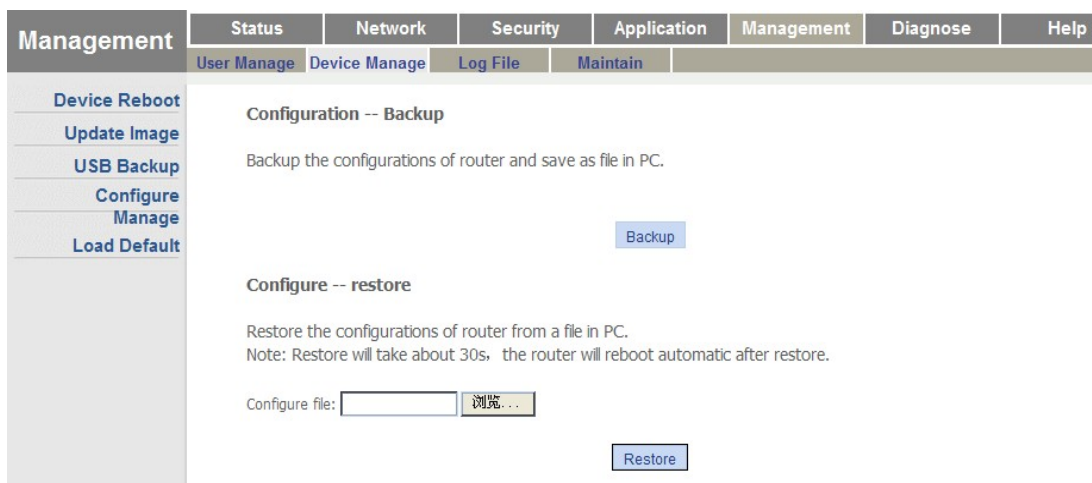 Management
Status Network Security Application Management Diagnose Help
User Manage Device Manage Log File Maintain
Device Reboot
Update Image
USB Backup
Configure
Manage
Load Default
Configuration -- Backup
Backup the configurations of router and save as file in PC.
Backup
Configure -- restore
Restore the configurations of router from a file in PC.
Note: Restore will take about 30s，the router will reboot automatic after restore.
Configure file: 浏览...
Restore